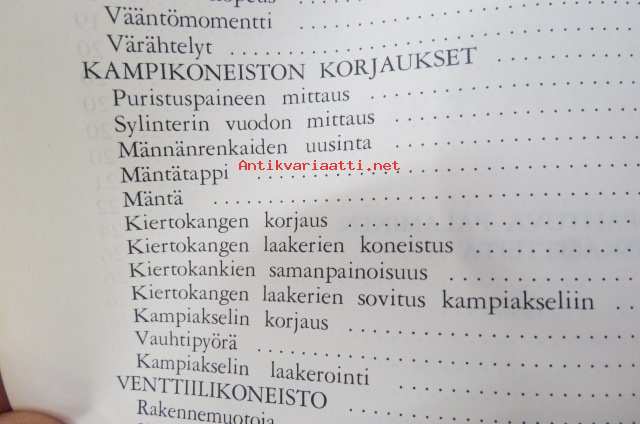 Vääntömomentti
Värähtelyt
KAMPIKONEISTON KORJAUKSET
Puristuspaineen mittaus
Sylinterin vuodon mittaus
Männänrenkaiden uusinta
Antikvariaatti.net
Mäntätappi
Mäntä
Kiertokangen korjaus
Kiertokangen laakerien koneistus
Kiertokankien samanpainoisuus
Kiertokangen laakerien sovitus kampiakseliin
Kampiakselin korjaus
Vauhtipyörä
Kampiakselin laakerointi
VENTTIILIKONEISTO
Rakennemuotoja